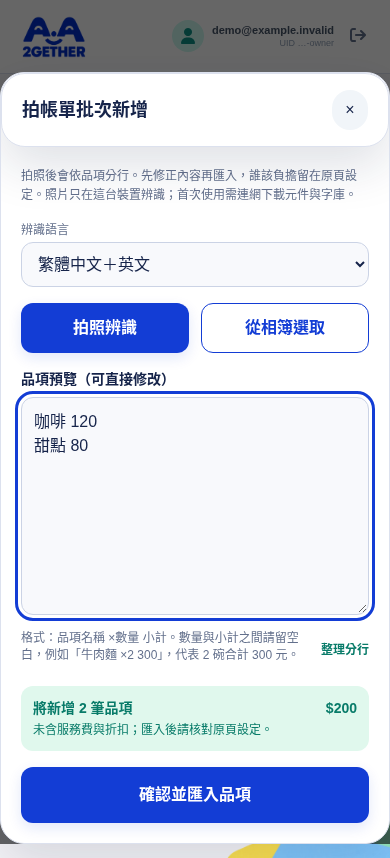 A.A
2GETHER
demo@example.invalid
UID ...-owner
拍帳單批次新增
×
拍照後會依品項分行。先修正內容再匯入，誰該負擔留在原頁設
定。照片只在這台裝置辨識；首次使用需連網下載元件與字庫。
辨識語言
繁體中文＋英文
拍照辨識
從相簿選取
品項預覽（可直接修改）
咖啡 120
甜點 80
格式：品項名稱 ×數量 小計。數量與小計之間請留空
白，例如「牛肉麵 ×2 300」，代表 2 碗合計 300 元。
整理分行
將新增 2 筆品項
$200
未含服務費與折扣；匯入後請核對原頁設定。
確認並匯入品項